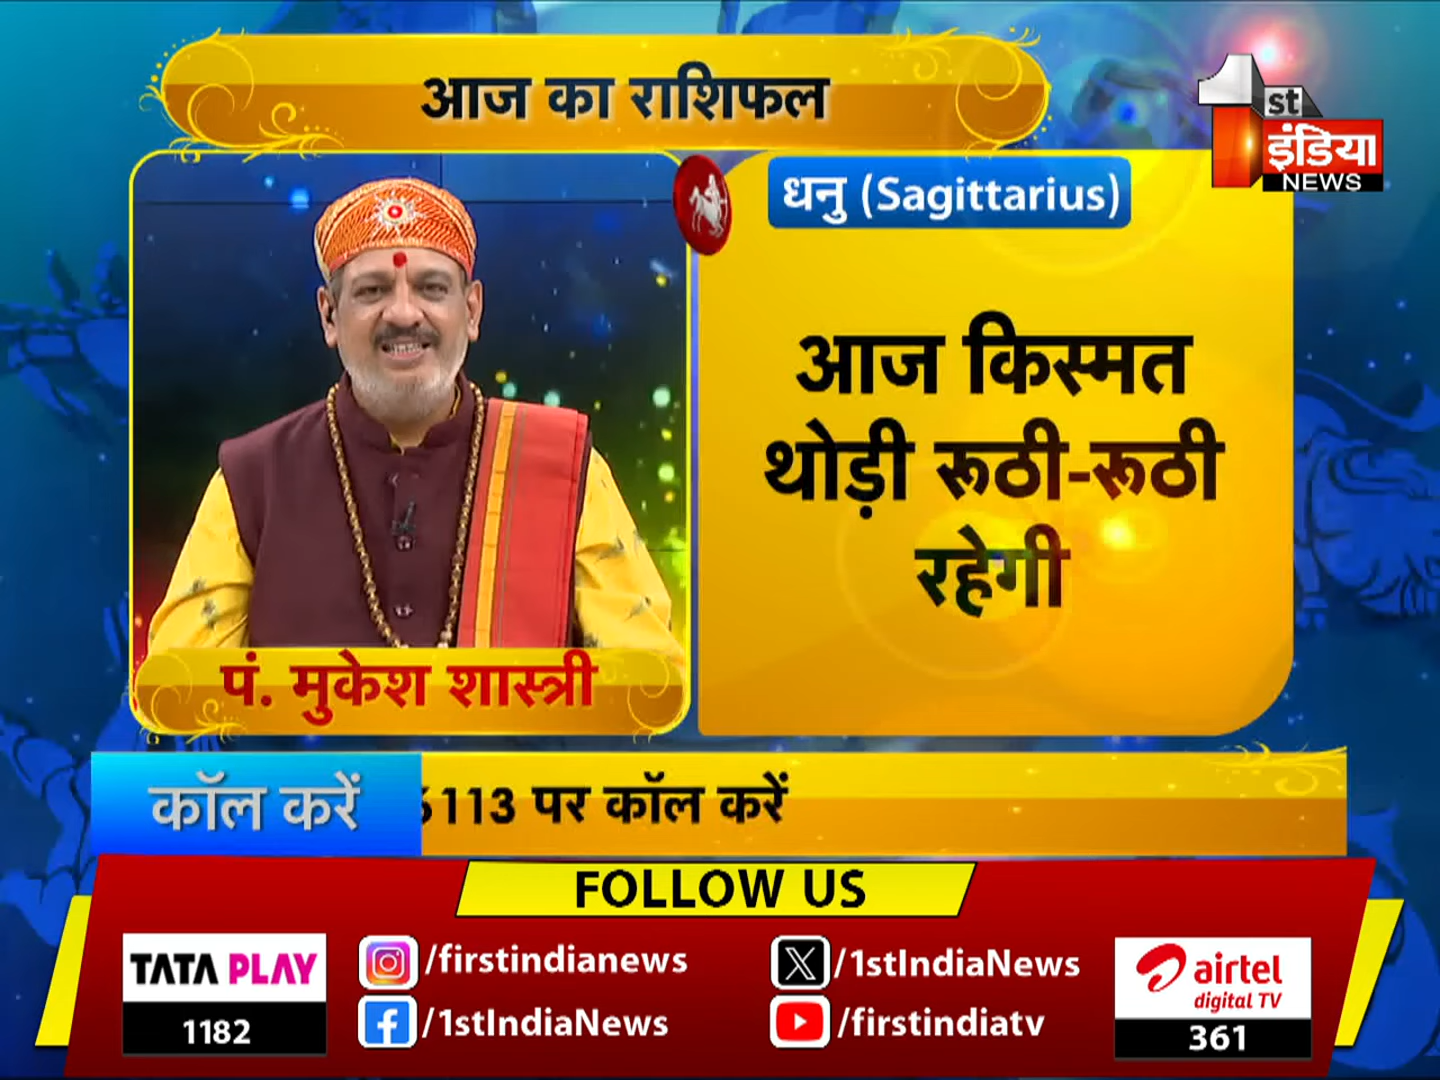 आज का राशिफल
1st
इंडिया
NEWS
धनु (Sagittarius)
आज किस्मत
थोड़ी रूठी-रूठी
रहेगी
पं. मुकेश शास्त्री
कॉल करें
113 पर कॉल करें
FOLLOW US
TATA PLAY
1182
/firstindianews
/1stIndiaNews
/1stIndiaNews
/firstindiatv
airtel
digital TV
361